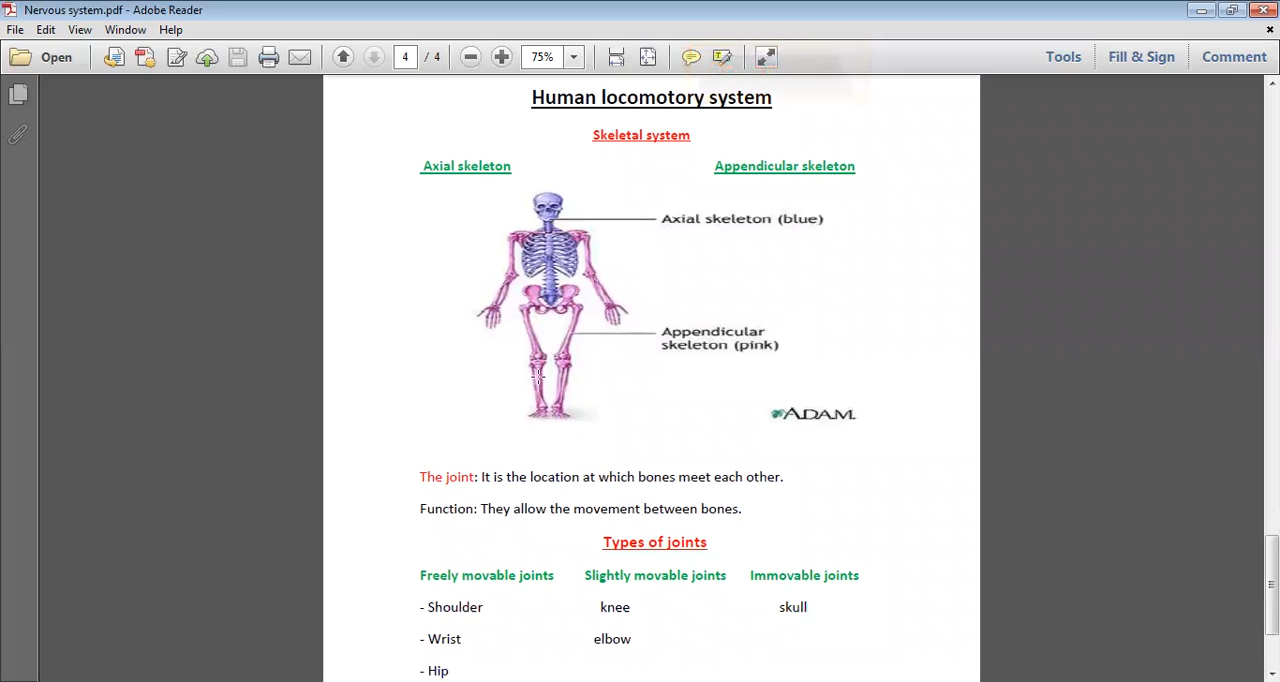 Nervous system.pdf - Adobe Reader
File Edit View Window Help
Open 4 / 4 75% Tools Fill & Sign Comment
Human locomotory system
Skeletal system
Axial skeleton Appendicular skeleton
Axial skeleton (blue)
Appendicular
skeleton (pink)
ADAM.
The joint: It is the location at which bones meet each other.
Function: They allow the movement between bones.
Types of joints
Freely movable joints Slightly movable joints Immovable joints
- Shoulder knee skull
- Wrist elbow
- Hip